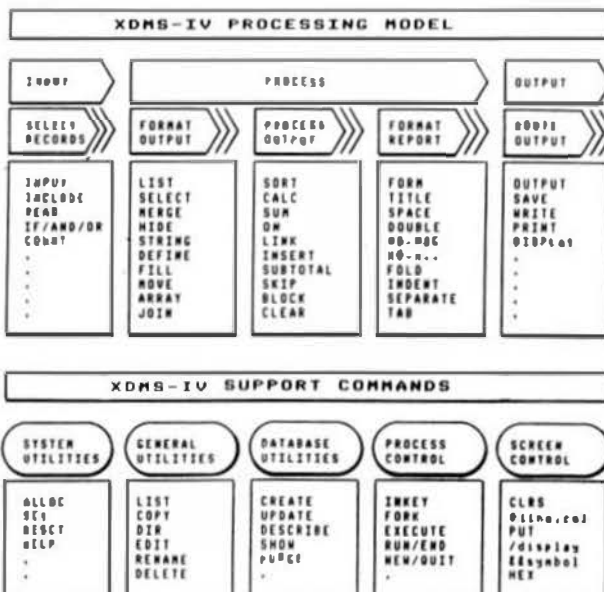 XDMS-IV PROCESSING MODEL
INPUT
PROCESS
OUTPUT
SELECT
RECORDS
FORMAT
OUTPUT
PROCESS
OUTPUT
FORMAT
REPORT
ROUTE
OUTPUT
INPUT
INCLUDE
READ
IF/AND/OR
COUNT
.
.
.
.
.
LIST
SELECT
MERGE
HIDE
STRING
DEFINE
FILL
MOVE
ARRAY
JOIN
SORT
CALC
SUM
ON
LINK
INSERT
SUBTOTAL
SKIP
BLOCK
CLEAR
FORM
TITLE
SPACE
DOUBLE
FOLD
INDENT
SEPARATE
TAB
OUTPUT
SAVE
WRITE
PRINT
DISPLAY
.
.
.
.
.
XDMS-IV SUPPORT COMMANDS
SYSTEM
UTILITIES
GENERAL
UTILITIES
DATABASE
UTILITIES
PROCESS
CONTROL
SCREEN
CONTROL
ALLOC
SET
RESET
HELP
.
.
LIST
COPY
DIR
EDIT
RENAME
DELETE
CREATE
UPDATE
DESCRIBE
SHOW
PURGE
.
INKEY
FORK
EXECUTE
RUN/END
NEW/QUIT
.
CLRS
@line,col
PUT
/display
E&symbol
HEX